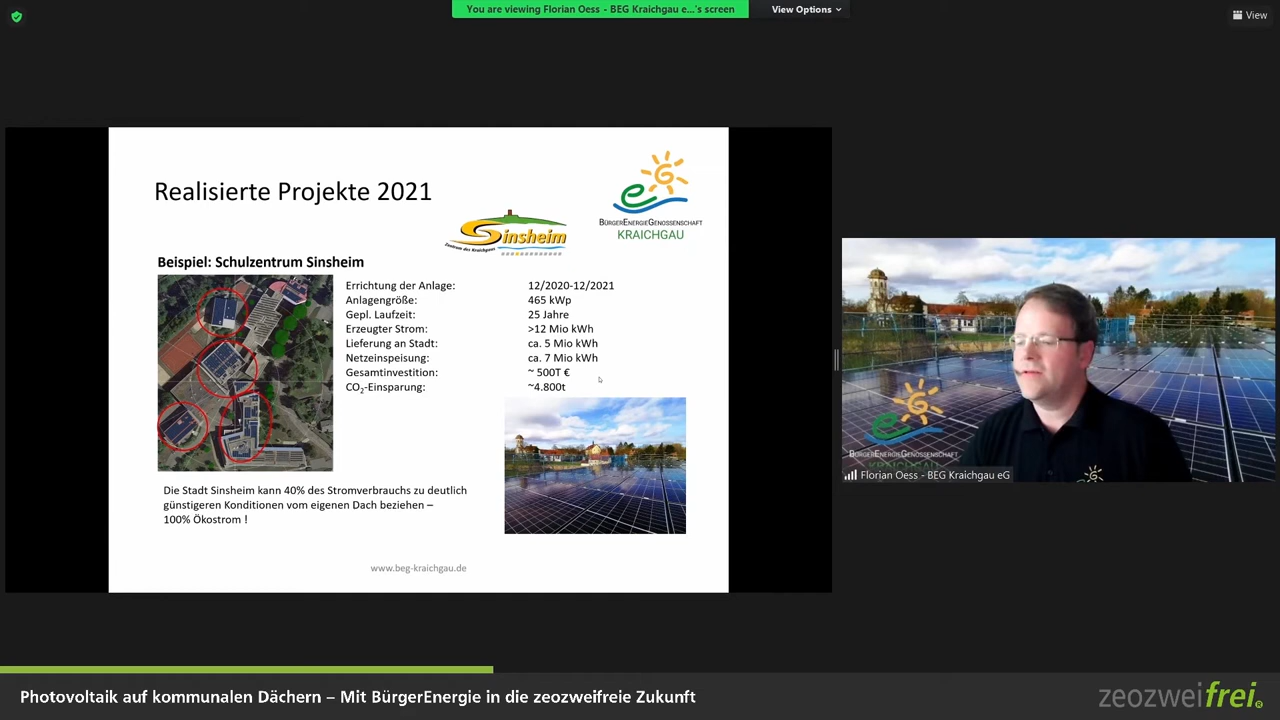 You are viewing Florian Oess - BEG Kraichgau e...'s screen
View Options
View
Realisierte Projekte 2021
Sinsheim
Zentrum des Kraichgaus
BÜRGERENERGIEGENOSSENSCHAFT
KRAICHGAU
Beispiel: Schulzentrum Sinsheim
Errichtung der Anlage: 12/2020-12/2021
Anlagengröße: 465 kWp
Gepl. Laufzeit: 25 Jahre
Erzeugter Strom: >12 Mio kWh
Lieferung an Stadt: ca. 5 Mio kWh
Netzeinspeisung: ca. 7 Mio kWh
Gesamtinvestition: ~ 500T €
CO2-Einsparung: ~4.800t
Die Stadt Sinsheim kann 40% des Stromverbrauchs zu deutlich
günstigeren Konditionen vom eigenen Dach beziehen –
100% Ökostrom !
www.beg-kraichgau.de
BÜRGERENERGIEGENOSSENSCHAFT
KRAICHGAU
Florian Oess - BEG Kraichgau eG
Photovoltaik auf kommunalen Dächern – Mit BürgerEnergie in die zeozweifreie Zukunft
zeozweifrei.